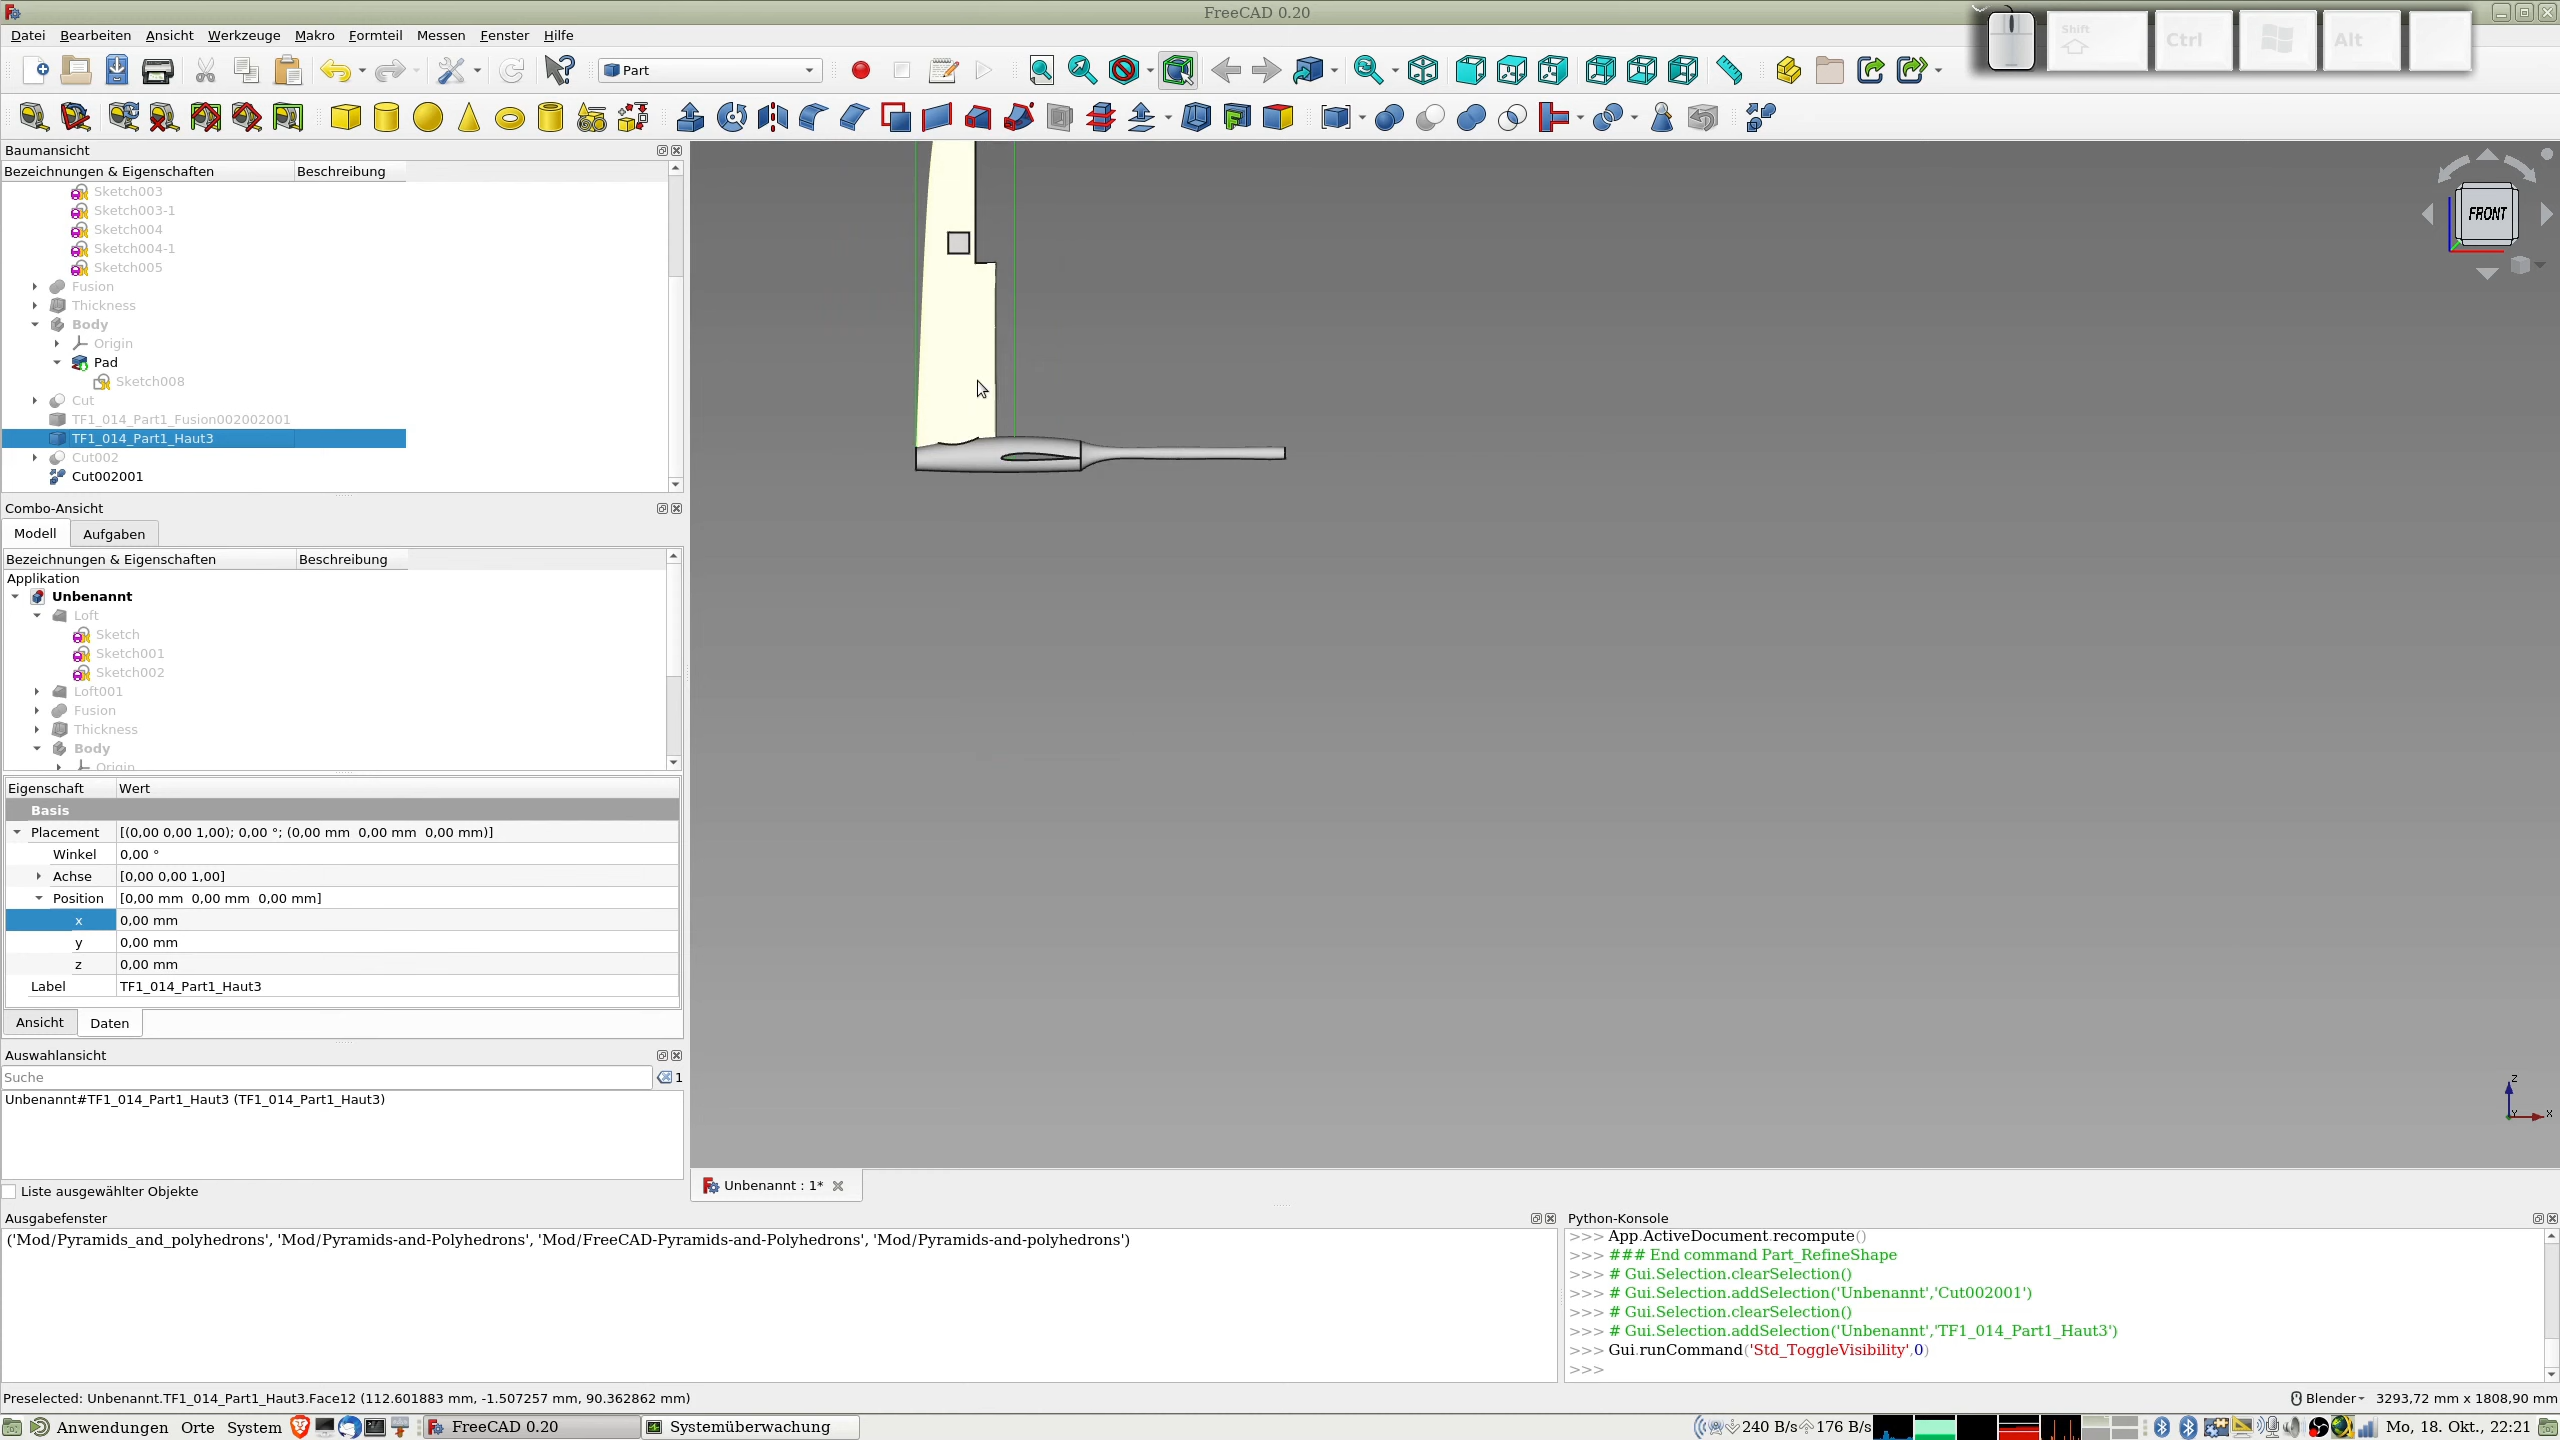 FreeCAD 0.20
Datei Bearbeiten Ansicht Werkzeuge Makro Formteil Messen Fenster Hilfe
Shift Ctrl Alt
Part
Baumansicht
Bezeichnungen & Eigenschaften Beschreibung
Sketch003
Sketch003-1
Sketch004
Sketch004-1
Sketch005
Fusion
Thickness
Body
Origin
Pad
Sketch008
Cut
TF1_014_Part1_Fusion002002001
TF1_014_Part1_Haut3
Cut002
Cut002001
FRONT
Combo-Ansicht
Modell Aufgaben
Bezeichnungen & Eigenschaften Beschreibung
Applikation
Unbenannt
Loft
Sketch
Sketch001
Sketch002
Loft001
Fusion
Thickness
Body
Origin
Eigenschaft Wert
Basis
Placement [(0,00 0,00 1,00); 0,00 °; (0,00 mm 0,00 mm 0,00 mm)]
Winkel 0,00 °
Achse [0,00 0,00 1,00]
Position [0,00 mm 0,00 mm 0,00 mm]
x 0,00 mm
y 0,00 mm
z 0,00 mm
Label TF1_014_Part1_Haut3
Ansicht Daten
Auswahlansicht
Suche 1
Unbenannt#TF1_014_Part1_Haut3 (TF1_014_Part1_Haut3)
Liste ausgewählter Objekte
z
Y x
Unbenannt : 1*
Ausgabefenster
('Mod/Pyramids_and_polyhedrons', 'Mod/Pyramids-and-Polyhedrons', 'Mod/FreeCAD-Pyramids-and-Polyhedrons', 'Mod/Pyramids-and-polyhedrons')
Python-Konsole
>>> App.ActiveDocument.recompute()
>>> ### End command Part_RefineShape
>>> # Gui.Selection.clearSelection()
>>> # Gui.Selection.addSelection('Unbenannt','Cut002001')
>>> # Gui.Selection.clearSelection()
>>> # Gui.Selection.addSelection('Unbenannt','TF1_014_Part1_Haut3')
>>> Gui.runCommand('Std_ToggleVisibility',0)
>>>
Preselected: Unbenannt.TF1_014_Part1_Haut3.Face12 (112.601883 mm, -1.507257 mm, 90.362862 mm)
Blender 3293,72 mm x 1808,90 mm
Anwendungen Orte System FreeCAD 0.20 Systemüberwachung 240 B/s 176 B/s Mo, 18. Okt., 22:21